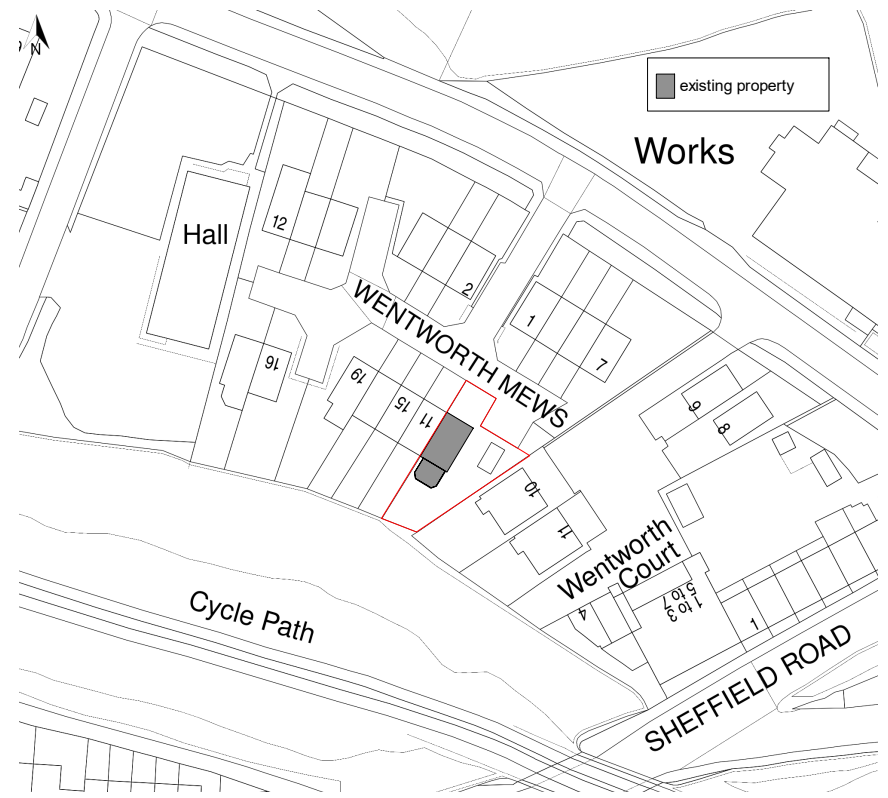 N
existing property
Works
12
Hall
2
WENTWORTH MEWS
1
7
16
19
15
11
9
8
10
11
Wentworth
Court
1 to 3
5 to 7
4
1
Cycle Path
SHEFFIELD ROAD